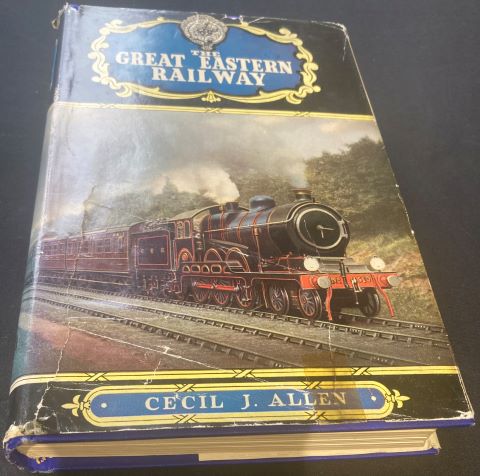 THE
GREAT EASTERN
RAILWAY
CECIL J. ALLEN